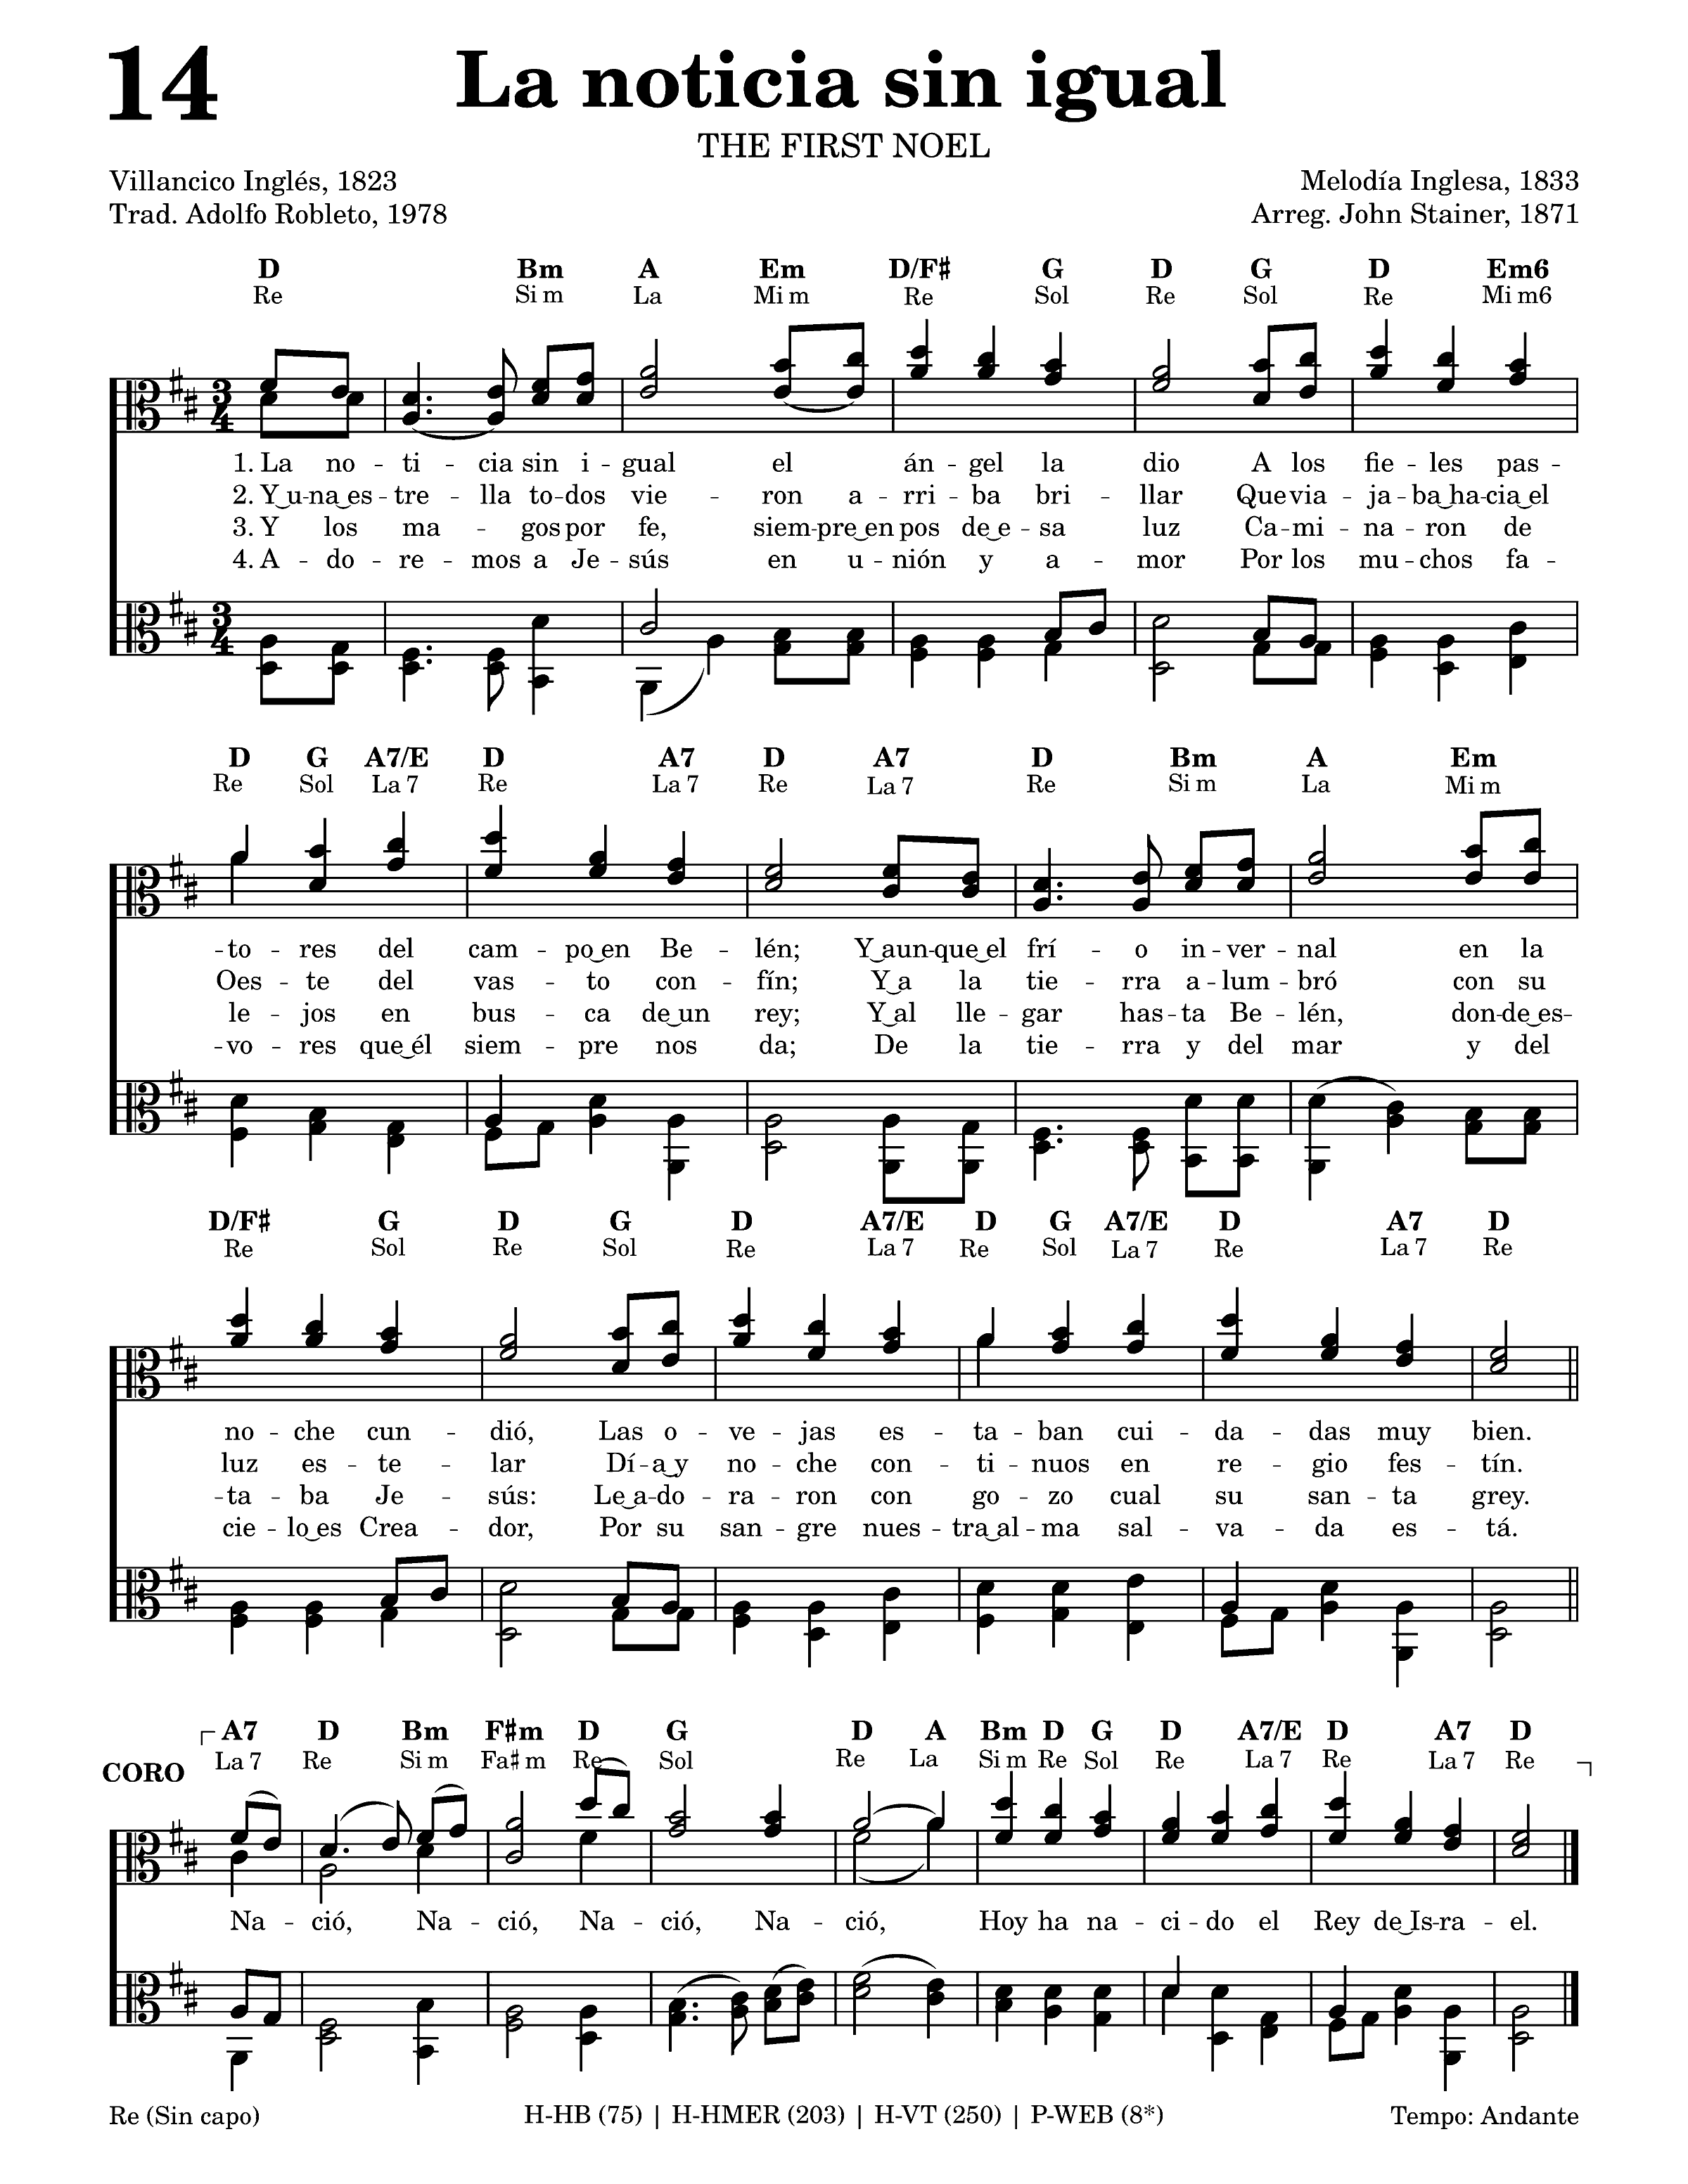 14
La noticia sin igual
THE FIRST NOEL
Villancico Inglés, 1823
Melodía Inglesa, 1833
Trad. Adolfo Robleto, 1978
Arreg. John Stainer, 1871
D Bm A Em D/F♯ G D G D Em6
Re Si m La Mi m Re Sol Re Sol Re Mi m6
3 4
1. La no -- ti -- cia sin i -- gual el án -- gel la dio A los fie -- les pas --
2. Y‿u -- na‿es -- tre -- lla to -- dos vie -- ron a -- rri -- ba bri -- llar Que via -- ja -- ba‿ha -- cia‿el
3. Y los ma -- gos por fe, siem -- pre‿en pos de‿e -- sa luz Ca -- mi -- na -- ron de
4. A -- do -- re -- mos a Je -- sús en u -- nión y a -- mor Por los mu -- chos fa --
3 4
D G A7/E D A7 D A7 D Bm A Em
Re Sol La 7 Re La 7 Re La 7 Re Si m La Mi m
-- to -- res del cam -- po‿en Be -- lén; Y‿aun -- que‿el frí -- o in -- ver -- nal en la
Oes -- te del vas -- to con -- fín; Y‿a la tie -- rra a -- lum -- bró con su
le -- jos en bus -- ca de‿un rey; Y‿al lle -- gar has -- ta Be -- lén, don -- de‿es --
-- vo -- res que‿él siem -- pre nos da; De la tie -- rra y del mar y del
D/F♯ G D G D A7/E D G A7/E D A7 D
Re Sol Re Sol Re La 7 Re Sol La 7 Re La 7 Re
no -- che cun -- dió, Las o -- ve -- jas es -- ta -- ban cui -- da -- das muy bien.
luz es -- te -- lar Dí -- a‿y no -- che con -- ti -- nuos en re -- gio fes -- tín.
-- ta -- ba Je -- sús: Le‿a -- do -- ra -- ron con go -- zo cual su san -- ta grey.
cie -- lo‿es Crea -- dor, Por su san -- gre nues -- tra‿al -- ma sal -- va -- da es -- tá.
A7 D Bm F♯m D G D A Bm D G D A7/E D A7 D
La 7 Re Si m Fa♯ m Re Sol Re La Si m Re Sol Re La 7 Re La 7 Re
CORO
Na -- ció, Na -- ció, Na -- ció, Na -- ció, Hoy ha na -- ci -- do el Rey de‿Is -- ra -- el.
Re (Sin capo)
H-HB (75) | H-HMER (203) | H-VT (250) | P-WEB (8*)
Tempo: Andante